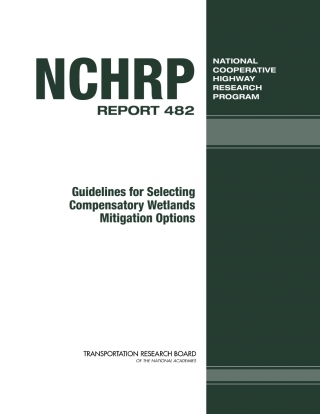 NCHRP
REPORT 482
NATIONAL
COOPERATIVE
HIGHWAY
RESEARCH
PROGRAM
Guidelines for Selecting
Compensatory Wetlands
Mitigation Options
TRANSPORTATION RESEARCH BOARD
OF THE NATIONAL ACADEMIES